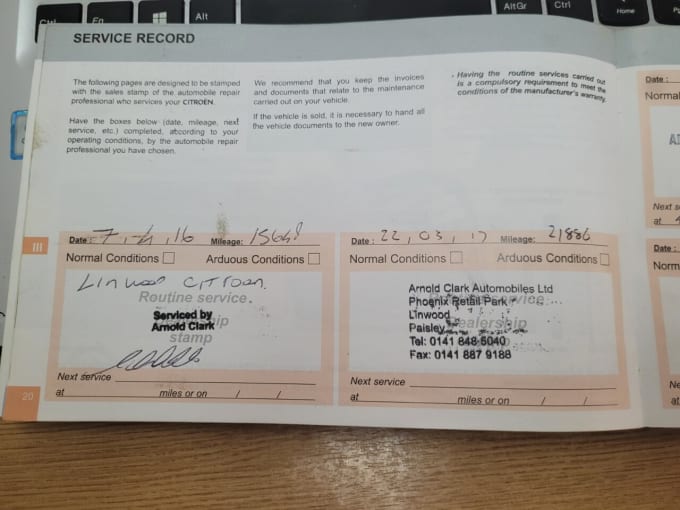 Alt
AltGr
Ctrl
Home
SERVICE RECORD
The following pages are designed to be stamped
with the sales stamp of the automobile repair
professional who services your CITROËN.
Have the boxes below (date, mileage, next
service, etc.) completed, according to your
operating conditions, by the automobile repair
professional you have chosen.
We recommend that you keep the invoices
and documents that relate to the maintenance
carried out on your vehicle.
If the vehicle is sold, it is necessary to hand all
the vehicle documents to the new owner.
- Having the routine services carried out
is a compulsory requirement to meet the
conditions of the manufacturer's warranty.
III
Date : 7, 4, 16 Mileage:
Normal Conditions Arduous Conditions
Linwood CITROEN.
Routine service.
Serviced by
Arnold Clark
stamp
Next service
at miles or on / /
Date : 22, 03, 17 Mileage: 21886
Normal Conditions Arduous Conditions
Arnold Clark Automobiles Ltd
Phoenix Retail Park
Linwood
Paisley
Tel: 0141 848 6040
Fax: 0141 887 9188
Next service
at miles or on / /
20
Date :
Next
at
Date :